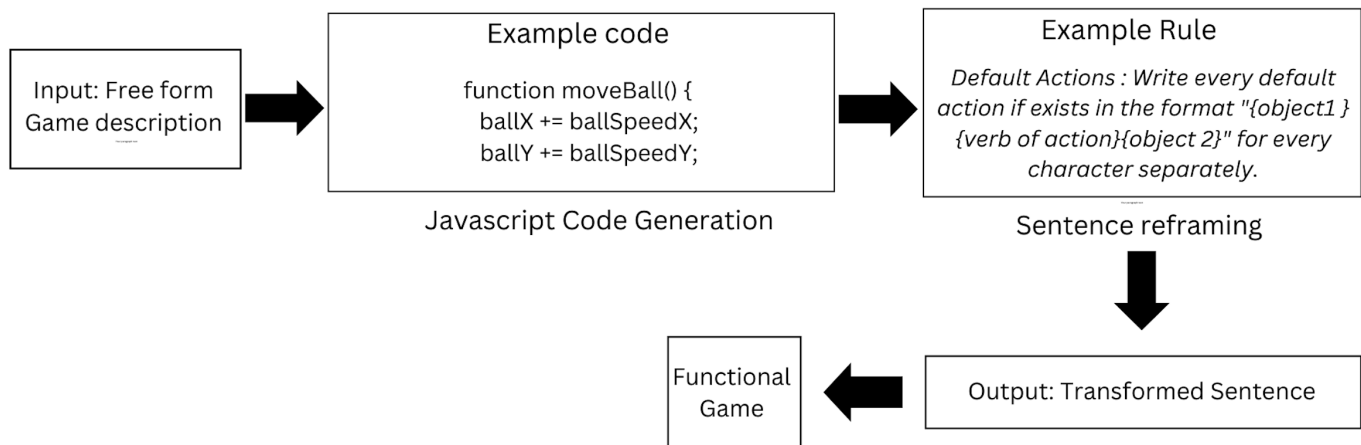 Input: Free form
Game description
Example code
function moveBall() {
ballX += ballSpeedX;
ballY += ballSpeedY;
Javascript Code Generation
Example Rule
Default Actions : Write every default
action if exists in the format "{object1 }
{verb of action}{object 2}" for every
character separately.
Sentence reframing
Output: Transformed Sentence
Functional
Game